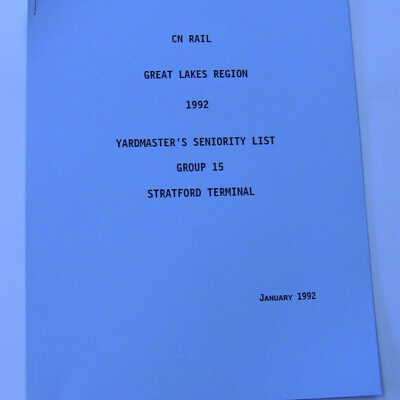 CN RAIL
GREAT LAKES REGION
1992
YARDMASTER'S SENIORITY LIST
GROUP 15
STRATFORD TERMINAL
January 1992